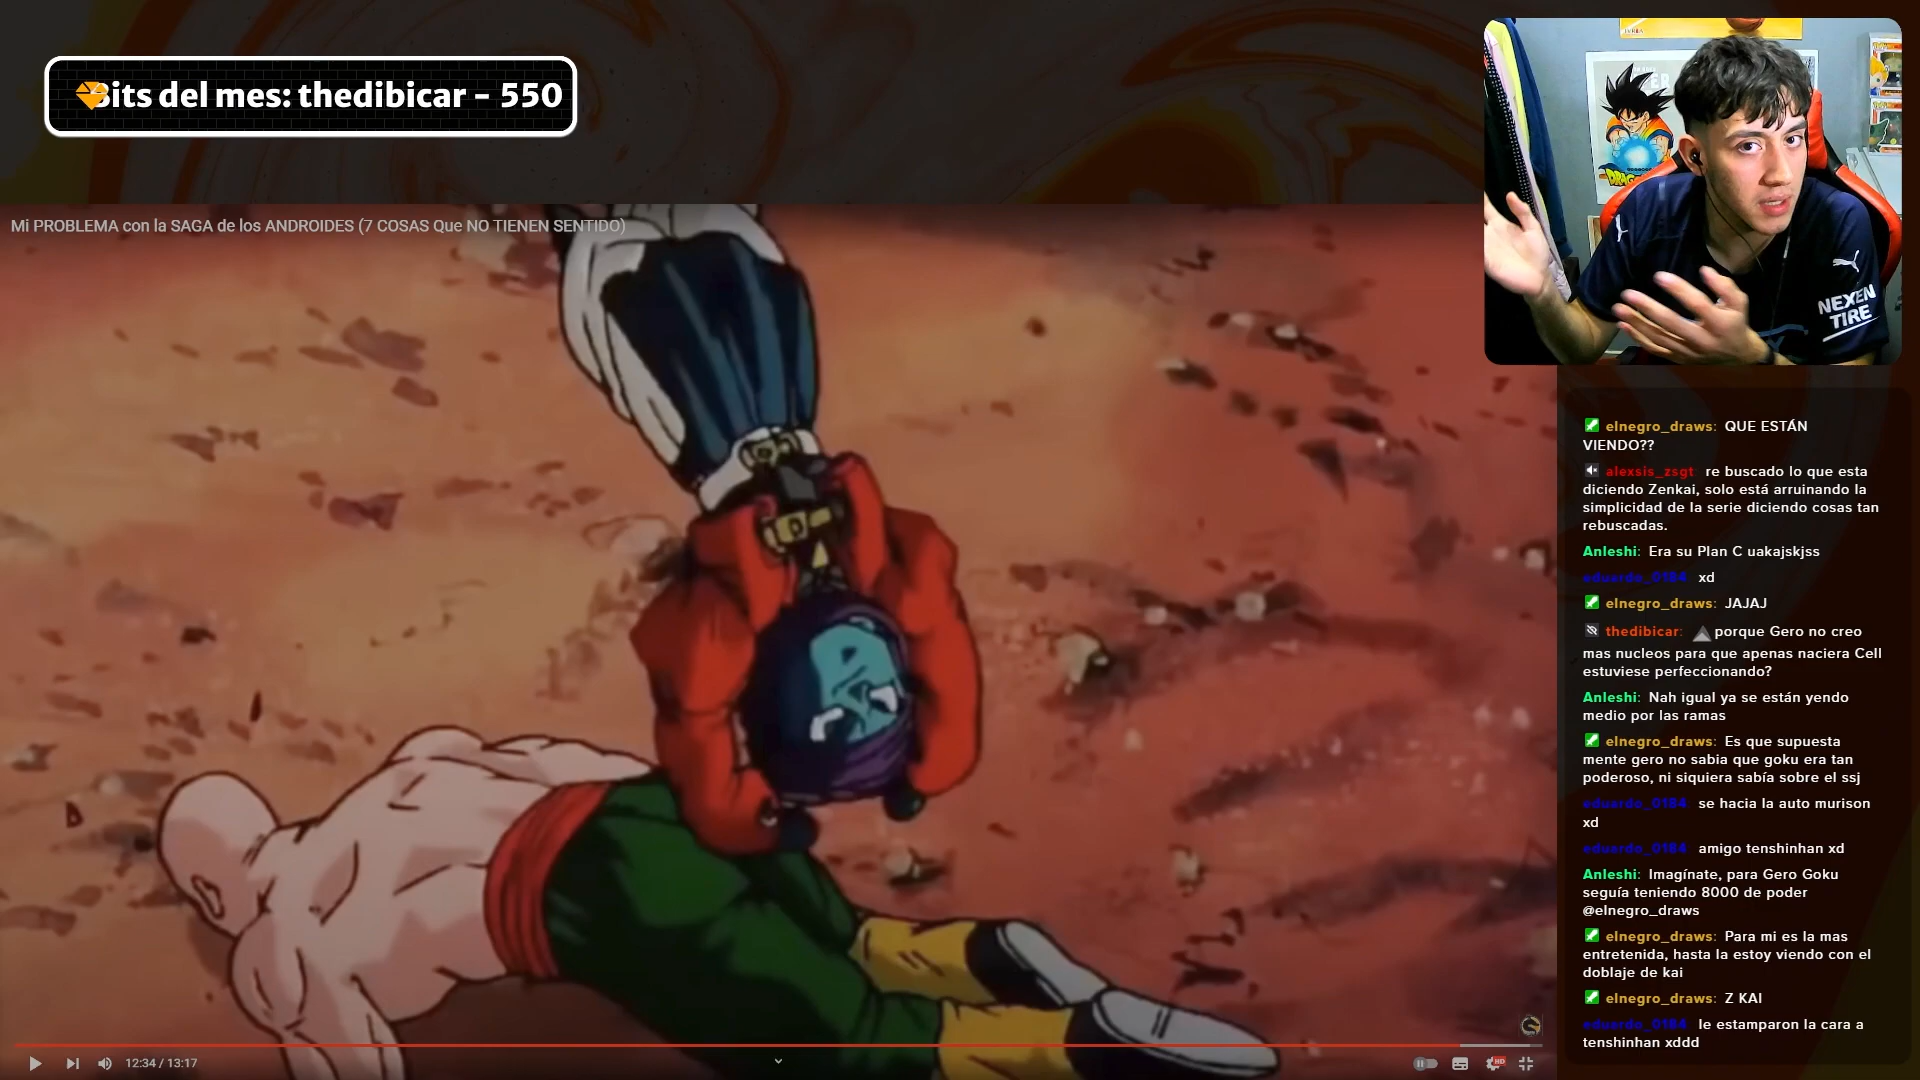 Bits del mes: thedibicar - 550
Mi PROBLEMA con la SAGA de los ANDROIDES (7 COSAS Que NO TIENEN SENTIDO)
NEXEN
TIRE
elnegro_draws: QUE ESTÁN
VIENDO??
alexsis_zsgt re buscado lo que esta
diciendo Zenkai, solo está arruinando la
simplicidad de la serie diciendo cosas tan
rebuscadas.
Anleshi: Era su Plan C uakajskjss
eduardo_0184 xd
elnegro_draws: JAJAJ
thedibicar: porque Gero no creo
mas nucleos para que apenas naciera Cell
estuviese perfeccionando?
Anleshi: Nah igual ya se están yendo
medio por las ramas
elnegro_draws: Es que supuesta
mente gero no sabia que goku era tan
poderoso, ni siquiera sabía sobre el ssj
eduardo_0184 se hacia la auto murison
xd
eduardo_0184 amigo tenshinhan xd
Anleshi: Imagínate, para Gero Goku
seguía teniendo 8000 de poder
@elnegro_draws
elnegro_draws: Para mi es la mas
entretenida, hasta la estoy viendo con el
doblaje de kai
elnegro_draws: Z KAI
eduardo_0184 le estamparon la cara a
tenshinhan xddd
12:34 / 13:17
HD